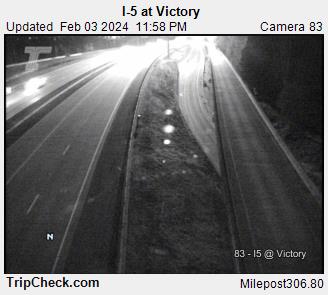 I-5 at Victory
Updated  Feb 03 2024  11:58 PM
Camera 83
T
N
83 - I5 @ Victory
TripCheck.com
Milepost306.80